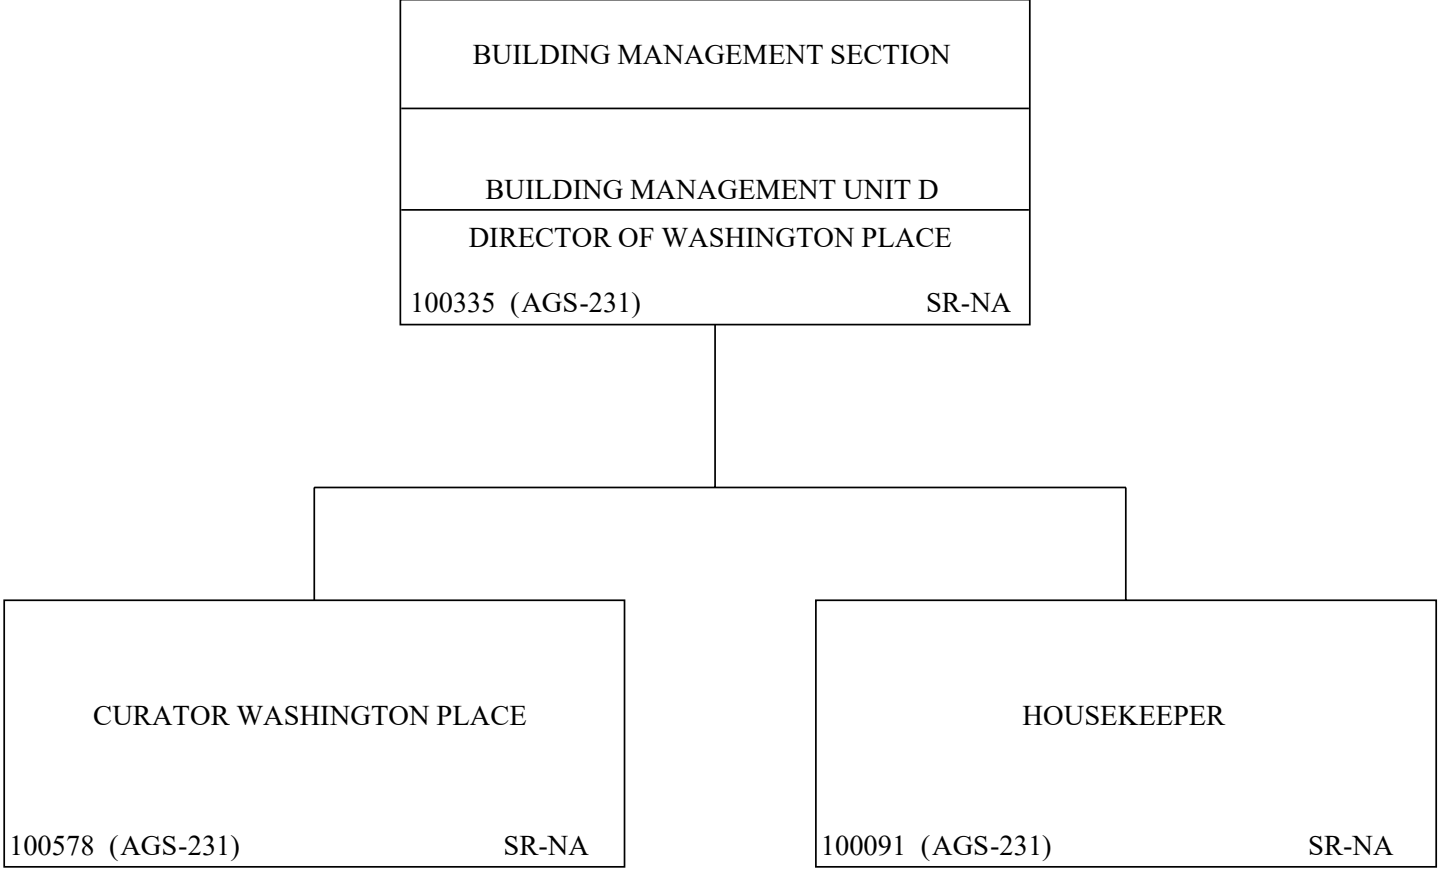 BUILDING MANAGEMENT SECTION
BUILDING MANAGEMENT UNIT D
DIRECTOR OF WASHINGTON PLACE
100335 (AGS-231) SR-NA
CURATOR WASHINGTON PLACE
100578 (AGS-231) SR-NA
HOUSEKEEPER
100091 (AGS-231) SR-NA